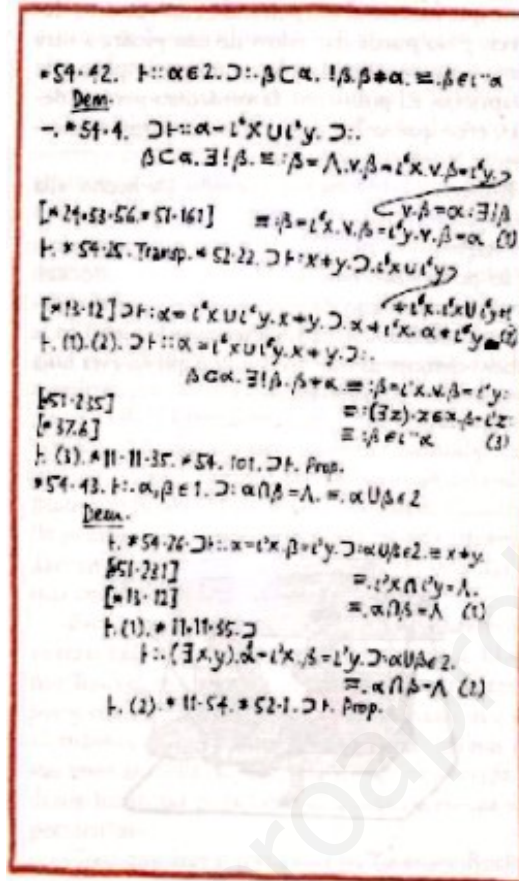 *54·42. ⊢::α∈2.⊃:.β⊂α.!β.β≠α.≡.β∈ι"α
Dem.
⊢.*54·4. ⊃⊢::α=ι‘x∪ι‘y.⊃:.
β⊂α.∃!β.≡:β=Λ.v.β=ι‘x.v.β=ι‘y.
v.β=α:∃!β
[*24·53·56.*51·161] ≡:β=ι‘x.v.β=ι‘y.v.β=α (1)
⊢.*54·25.Transp.*52·22.⊃⊢:x≠y.⊃.ι‘x∪ι‘y
≠ι‘x.ι‘x∪ι‘y≠
[*13·12]⊃⊢:α=ι‘x∪ι‘y.x≠y.⊃.α≠ι‘x.α≠ι‘y (2)
⊢.(1).(2).⊃⊢::α=ι‘x∪ι‘y.x≠y.⊃:.
β⊂α.∃!β.β≠α.≡:β=ι‘x.v.β=ι‘y:
[*51·235] ≡:(∃z).z∈α.β=ι‘z:
[*37.6] ≡:β∈ι"α (3)
⊢.(3).*11·11·35.*54.101.⊃⊢.Prop.
*54·43. ⊢:.α,β∈1.⊃:α∩β=Λ.≡.α∪β∈2
Dem.
⊢.*54·26.⊃⊢:.α=ι‘x.β=ι‘y.⊃:α∪β∈2.≡.x≠y.
[*51·231] ≡.ι‘x∩ι‘y=Λ.
[*13·12] ≡.α∩β=Λ (1)
⊢.(1).*11·11·35.⊃
⊢:.(∃x,y).α=ι‘x.β=ι‘y.⊃:α∪β∈2.
≡.α∩β=Λ (2)
⊢.(2).*11·54.*52·1.⊃⊢.Prop.